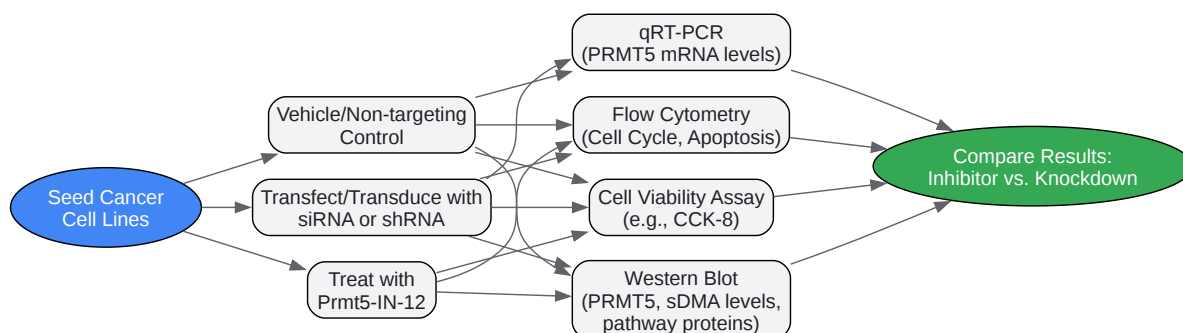 Seed Cancer
Cell Lines
Vehicle/Non-targeting
Control
Transfect/Transduce with
siRNA or shRNA
Treat with
Prmt5-IN-12
qRT-PCR
(PRMT5 mRNA levels)
Flow Cytometry
(Cell Cycle, Apoptosis)
Cell Viability Assay
(e.g., CCK-8)
Western Blot
(PRMT5, sDMA levels,
pathway proteins)
Compare Results:
Inhibitor vs. Knockdown